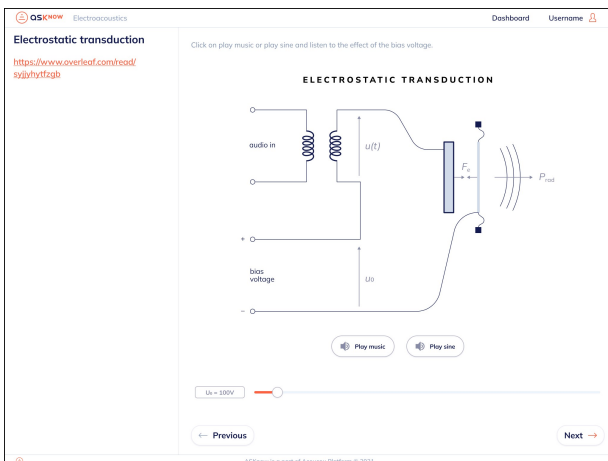 ASKNOW Electroacoustics Dashboard Username
Electrostatic transduction
https://www.overleaf.com/read/
syjjyhytfzgb
Click on play music or play sine and listen to the effect of the bias voltage.
ELECTROSTATIC TRANSDUCTION
audio in
u(t)
Fe
Prad
+
bias
voltage
u0
–
Play music
Play sine
U0 = 100V
← Previous
Next →